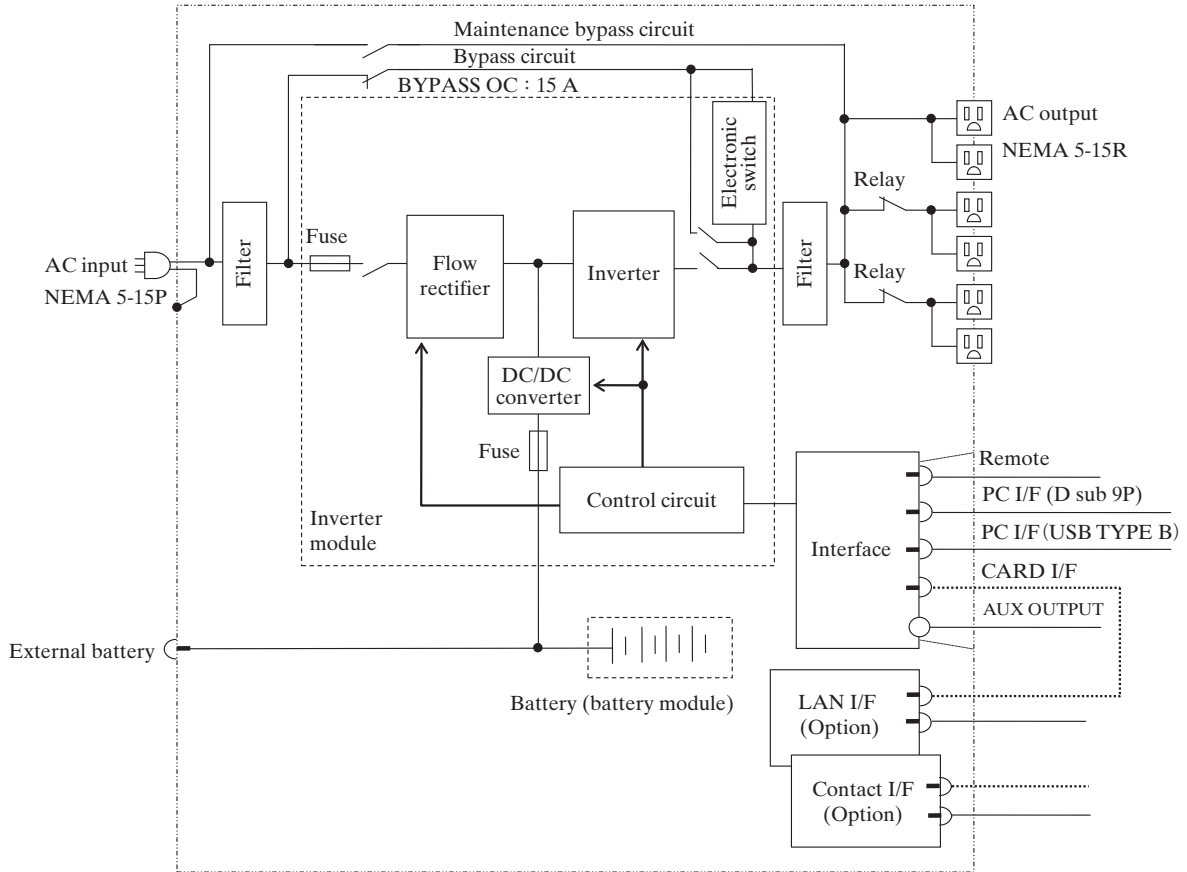 Maintenance bypass circuit
Bypass circuit
BYPASS OC : 15 A
Electronic
switch
AC output
NEMA 5-15R
Relay
Relay
AC input
NEMA 5-15P
Filter
Fuse
Flow
rectifier
Inverter
Filter
DC/DC
converter
Fuse
Control circuit
Inverter
module
Interface
Remote
PC I/F (D sub 9P)
PC I/F (USB TYPE B)
CARD I/F
AUX OUTPUT
External battery
Battery (battery module)
LAN I/F
(Option)
Contact I/F
(Option)